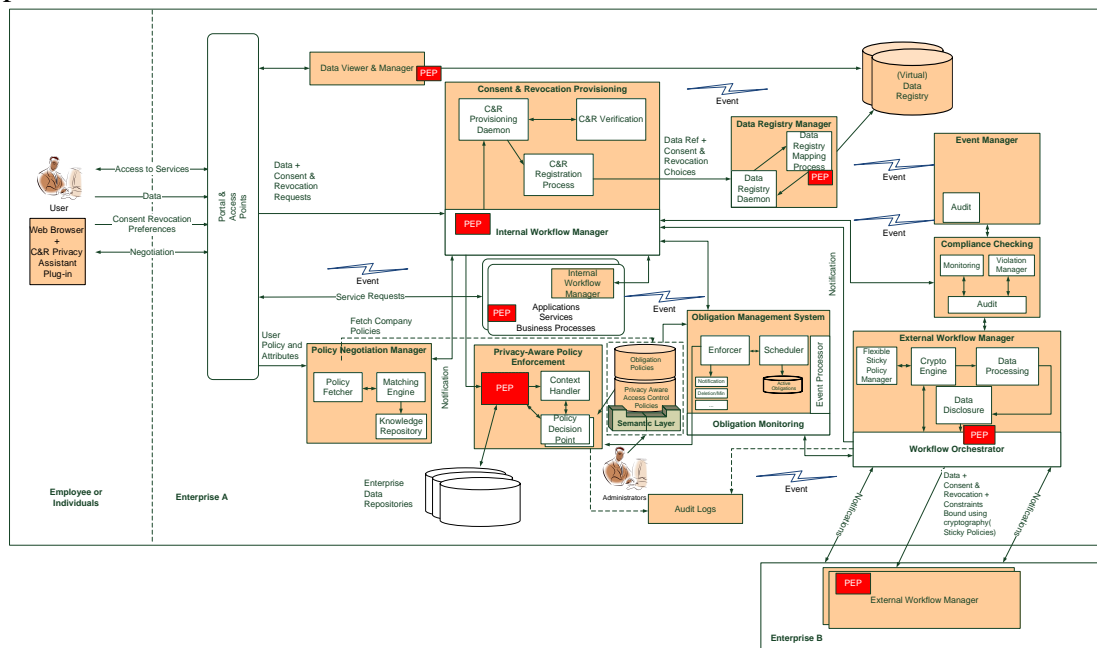 Data Viewer & Manager
PEP
(Virtual)
Data
Registry
Consent & Revocation Provisioning
C&R
Provisioning
Daemon
C&R Verification
C&R
Registration
Process
PEP
Internal Workflow Manager
Event
Data Ref +
Consent &
Revocation
Choices
Data Registry Manager
Data
Registry
Mapping
Process
PEP
Data
Registry
Daemon
Event
Event
Event Manager
Audit
Compliance Checking
Monitoring
Violation
Manager
Audit
User
Access to Services
Data
Consent Revocation
Preferences
Negotiation
Web Browser
+
C&R Privacy
Assistant
Plug-in
Portal &
Access
Points
Data +
Consent &
Revocation
Requests
Event
Service Requests
Internal
Workflow
Manager
PEP
Applications
Services
Business Processes
Event
Notification
Fetch Company
Policies
User
Policy and
Attributes
Policy Negotiation Manager
Policy
Fetcher
Matching
Engine
Knowledge
Repository
Notification
Privacy-Aware Policy
Enforcement
PEP
Context
Handler
Policy
Decision
Point
Obligation
Policies
Privacy Aware
Access Control
Policies
Semantic Layer
Administrators
Obligation Management System
Enforcer
Scheduler
Notification
Deletion/Min
....
Active
Obligations
Event Processor
Obligation Monitoring
External Workflow Manager
Flexible
Sticky
Policy
Manager
Crypto
Engine
Data
Processing
Data
Disclosure
PEP
Workflow Orchestrator
Enterprise
Data
Repositories
Audit Logs
Event
Employee or
Individuals
Enterprise A
Notifications
Data +
Consent &
Revocation +
Constraints
Bound using
cryptography(
Sticky Policies)
Notifications
PEP
External Workflow Manager
Enterprise B